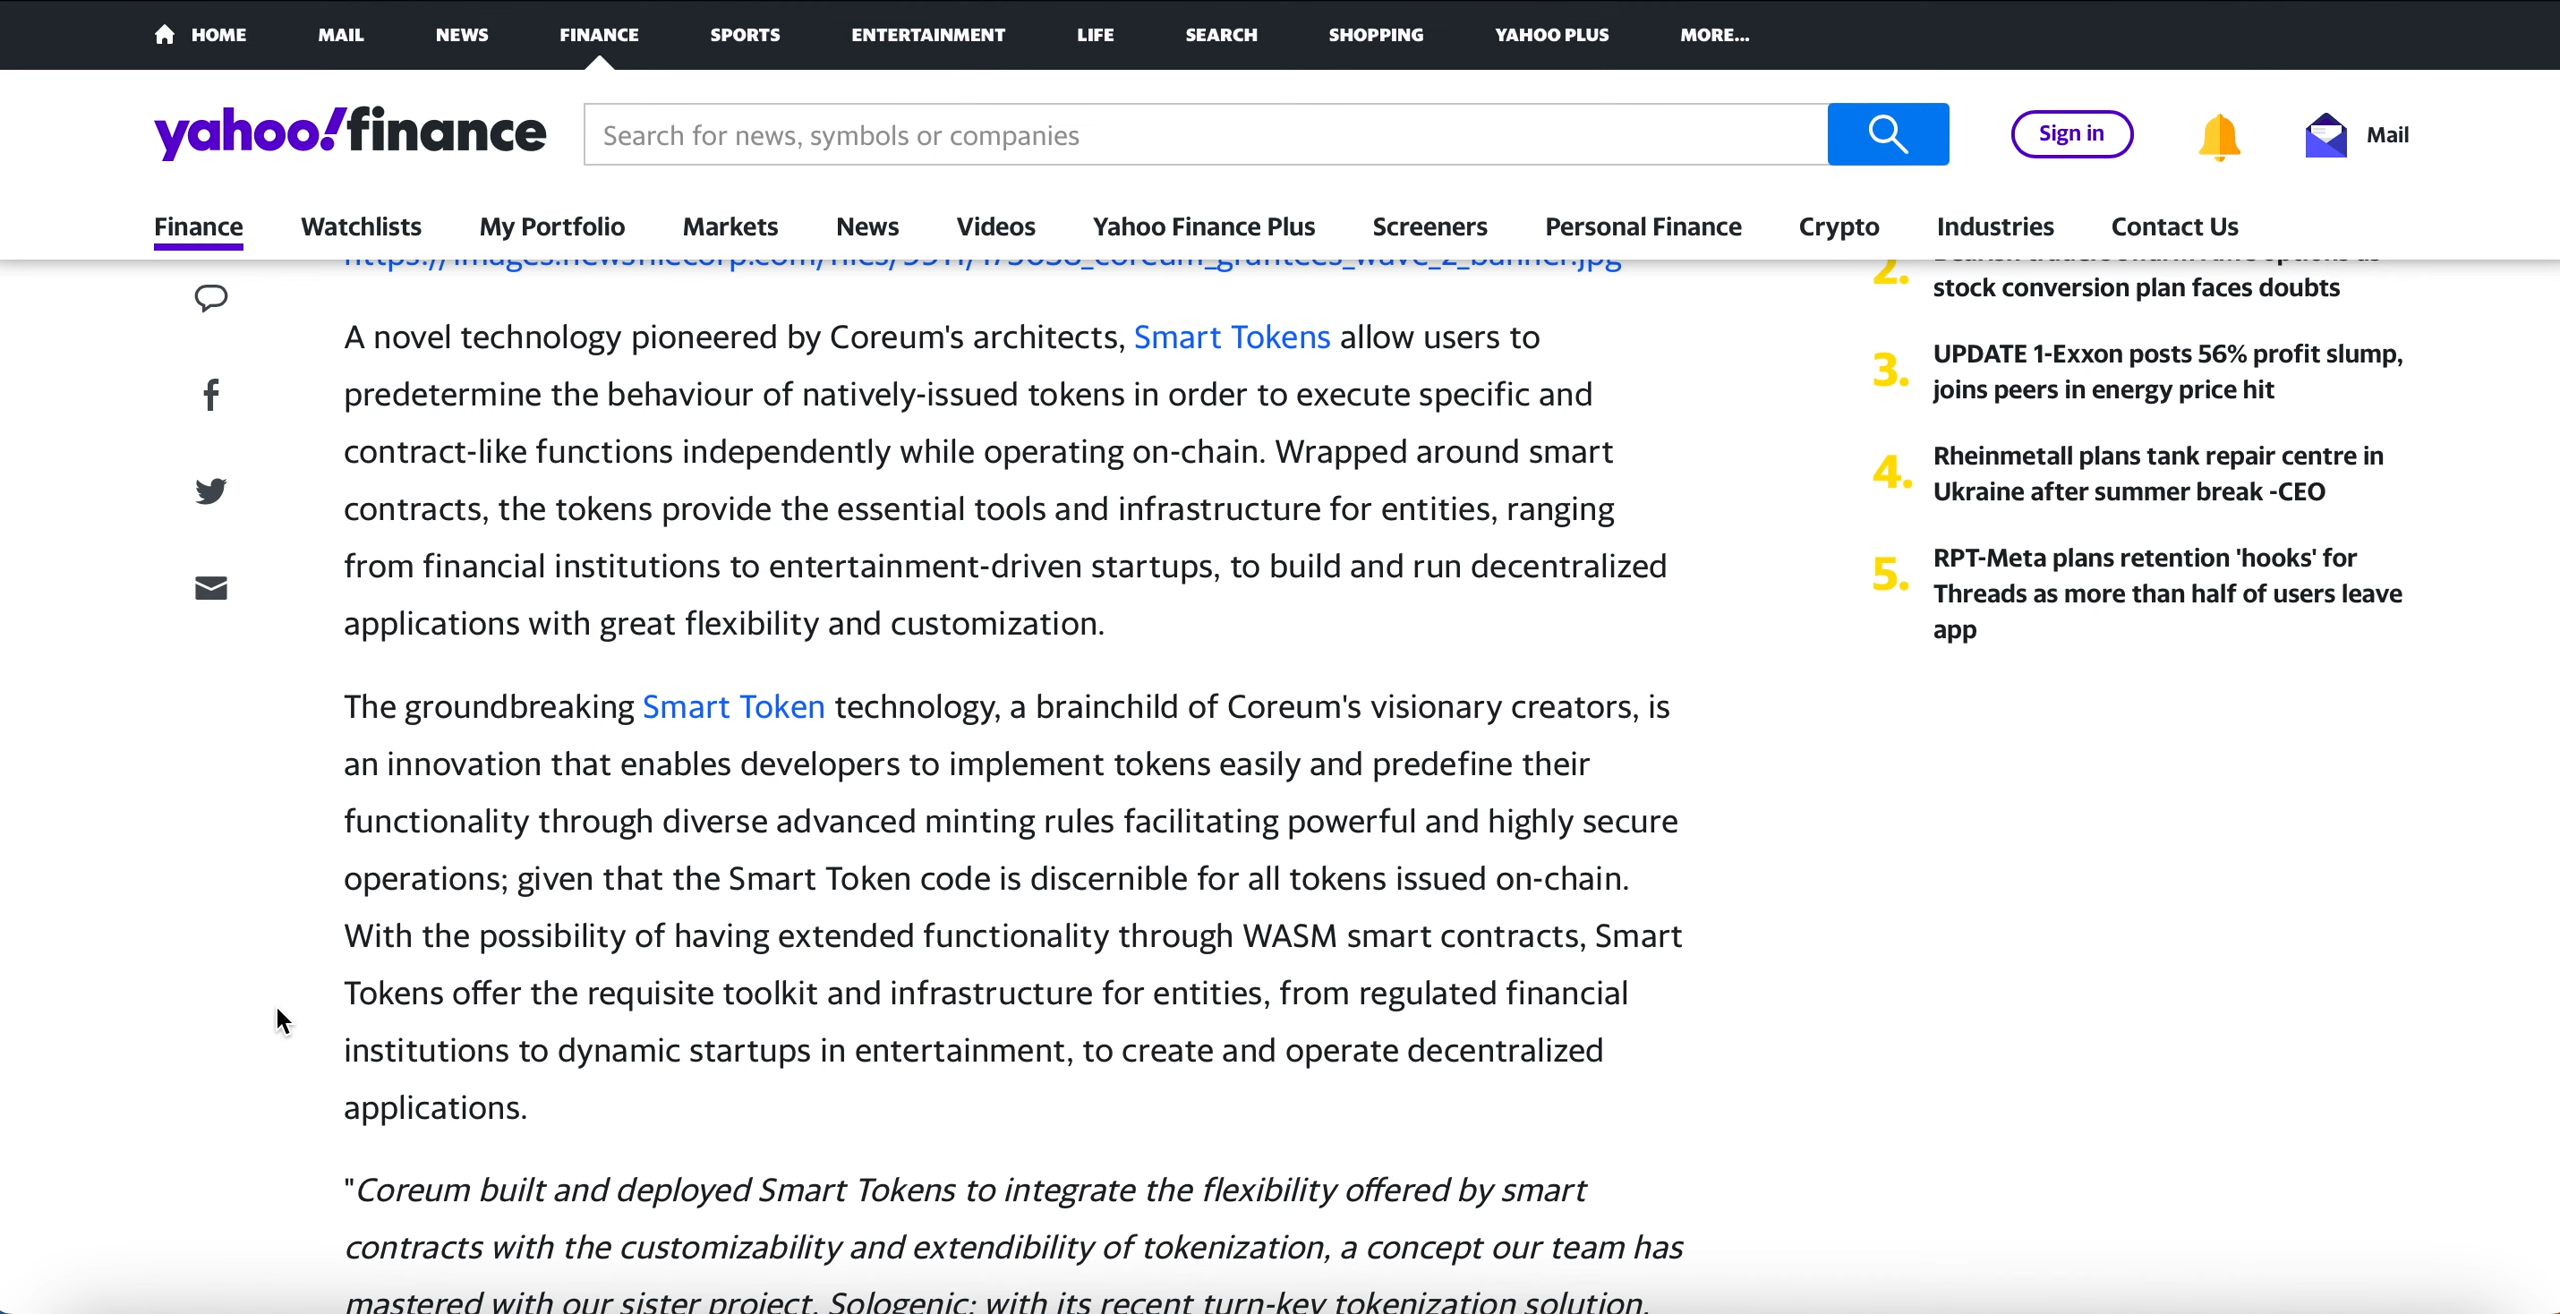 HOME MAIL NEWS FINANCE SPORTS ENTERTAINMENT LIFE SEARCH SHOPPING YAHOO PLUS MORE...
yahoo!finance
Search for news, symbols or companies
Sign in
Mail
Finance Watchlists My Portfolio Markets News Videos Yahoo Finance Plus Screeners Personal Finance Crypto Industries Contact Us
A novel technology pioneered by Coreum's architects, Smart Tokens allow users to
predetermine the behaviour of natively-issued tokens in order to execute specific and
contract-like functions independently while operating on-chain. Wrapped around smart
contracts, the tokens provide the essential tools and infrastructure for entities, ranging
from financial institutions to entertainment-driven startups, to build and run decentralized
applications with great flexibility and customization.
The groundbreaking Smart Token technology, a brainchild of Coreum's visionary creators, is
an innovation that enables developers to implement tokens easily and predefine their
functionality through diverse advanced minting rules facilitating powerful and highly secure
operations; given that the Smart Token code is discernible for all tokens issued on-chain.
With the possibility of having extended functionality through WASM smart contracts, Smart
Tokens offer the requisite toolkit and infrastructure for entities, from regulated financial
institutions to dynamic startups in entertainment, to create and operate decentralized
applications.
"Coreum built and deployed Smart Tokens to integrate the flexibility offered by smart
contracts with the customizability and extendibility of tokenization, a concept our team has
mastered with our sister project, Sologenic; with its recent turn-key tokenization solution,
2.
stock conversion plan faces doubts
3. UPDATE 1-Exxon posts 56% profit slump,
joins peers in energy price hit
4. Rheinmetall plans tank repair centre in
Ukraine after summer break -CEO
5. RPT-Meta plans retention 'hooks' for
Threads as more than half of users leave
app